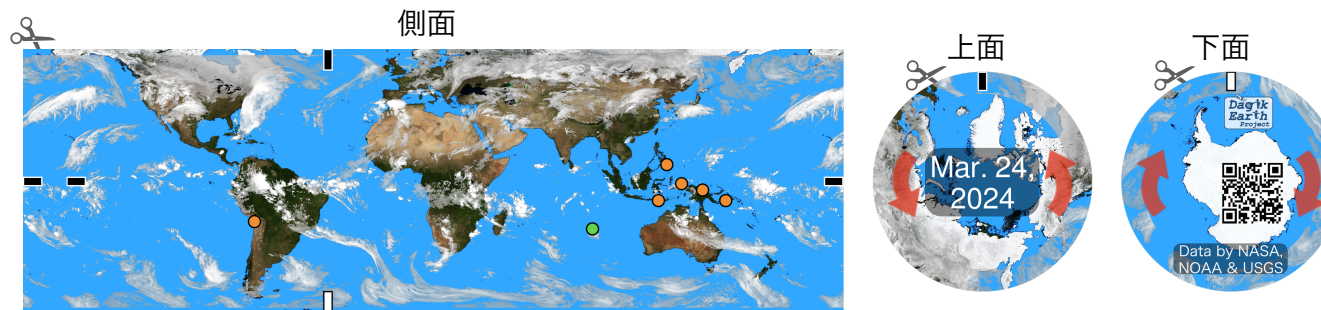 側面
上面
下面
Mar. 24,
2024
Dagik
Earth
Project
Data by NASA,
NOAA & USGS